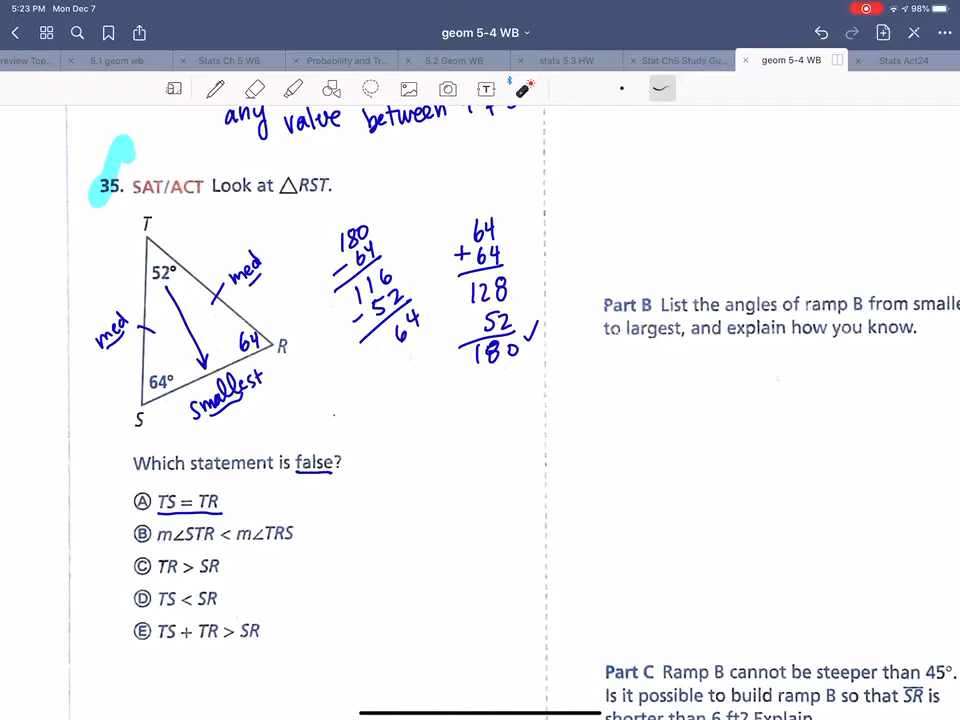 5:23 PM Mon Dec 7
98%
geom 5-4 WB
review Top...
5.1 geom wb
Stats Ch 5 WB
Probability and Tr...
5.2 Geom WB
stats 5.3 HW
Stat Ch5 Study Gu...
geom 5-4 WB
Stats Act24
any value between
35. SAT/ACT Look at △RST.
T
52°
med
med
64
R
64°
smallest
S
180
− 64
116
− 52
64
64
+ 64
128
52
180 ✓
Which statement is false?
Ⓐ TS = TR
Ⓑ m∠STR < m∠TRS
Ⓒ TR > SR
Ⓓ TS < SR
Ⓔ TS + TR > SR
Part B List the angles of ramp B from smalle
to largest, and explain how you know.
Part C Ramp B cannot be steeper than 45°.
Is it possible to build ramp B so that S̅R̅ is
shorter than 6 ft? Explain